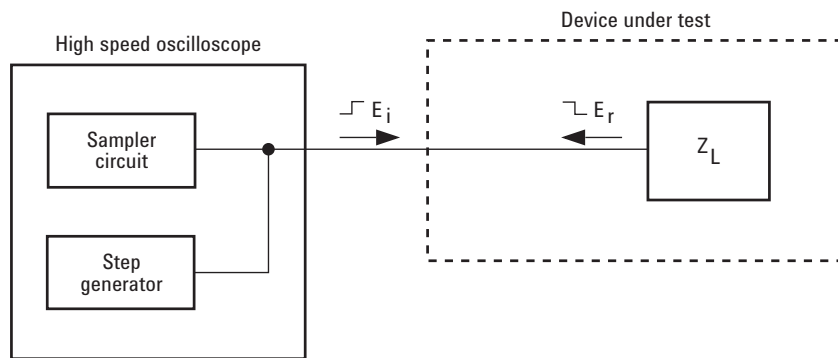 Device under test
High speed oscilloscope
Sampler
circuit
Step
generator
E i
E r
Z L